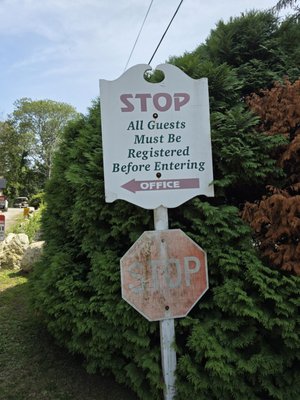 STOP
All Guests
Must Be
Registered
Before Entering
OFFICE
STOP